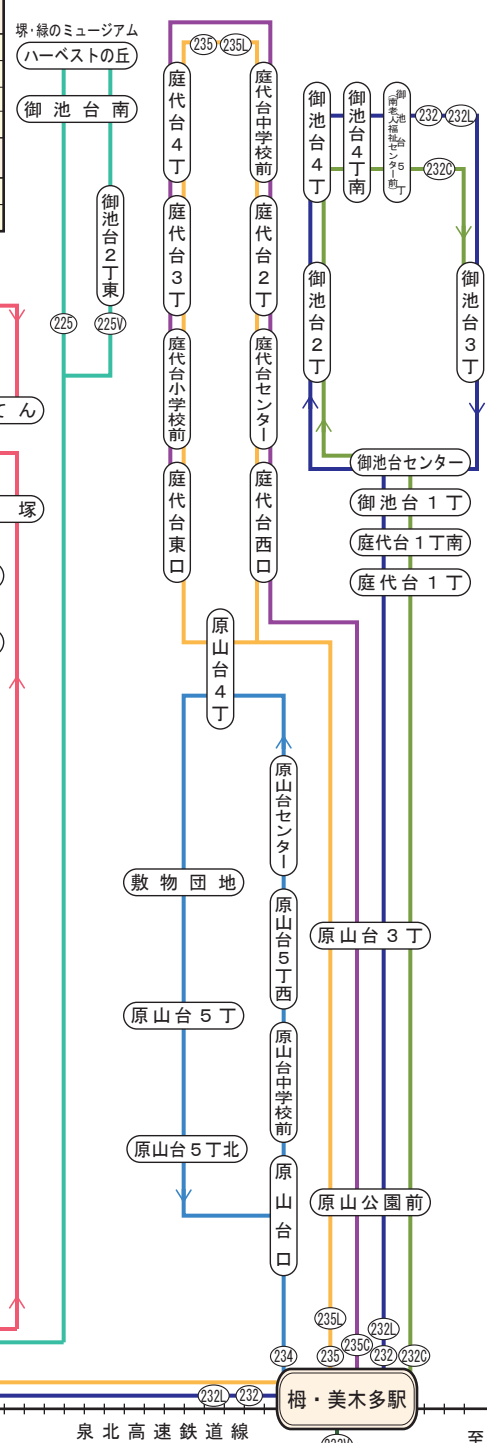 堺・緑のミュージアム
ハーベストの丘
御池台南
御池台2丁東
225
225V
235
235L
庭代台4丁
庭代台3丁
庭代台小学校前
庭代台東口
庭代台中学校前
庭代台2丁
庭代台センター
庭代台西口
御池台4丁
御池台4丁南
御池台5丁
(南老人福祉センター前)
232
232L
232C
御池台2丁
御池台3丁
御池台センター
御池台1丁
庭代台1丁南
庭代台1丁
てん
塚
原山台4丁
原山台センター
敷物団地
原山台5丁西
原山台3丁
原山台5丁
原山台中学校前
原山台5丁北
原山台口
原山公園前
235L
232L
235C
234
235
232
232C
232L
232
栂・美木多駅
泉北高速鉄道線
至